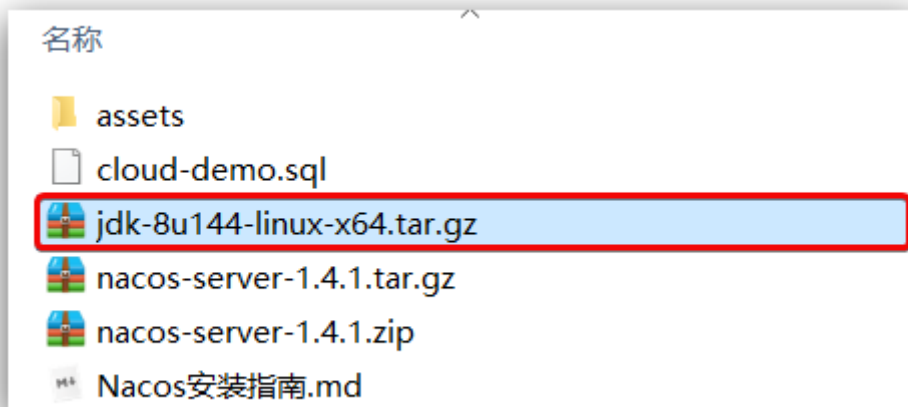 名称
assets
cloud-demo.sql
jdk-8u144-linux-x64.tar.gz
nacos-server-1.4.1.tar.gz
nacos-server-1.4.1.zip
Nacos安装指南.md